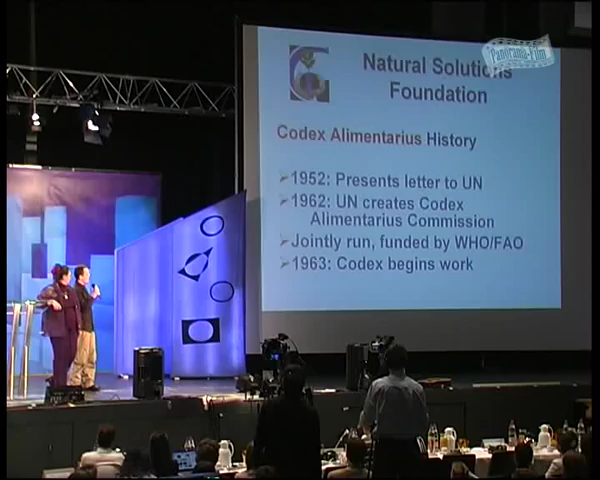 Natural Solutions
Foundation
Panorama-Film
Codex Alimentarius History
1952: Presents letter to UN
1962: UN creates Codex
Alimentarius Commission
Jointly run, funded by WHO/FAO
1963: Codex begins work